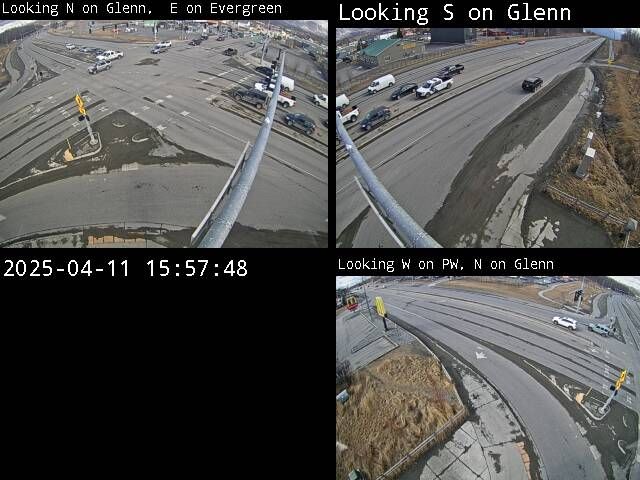 Looking N on Glenn,  E on Evergreen
Looking S on Glenn
2025-04-11 15:57:48
Looking W on PW, N on Glenn